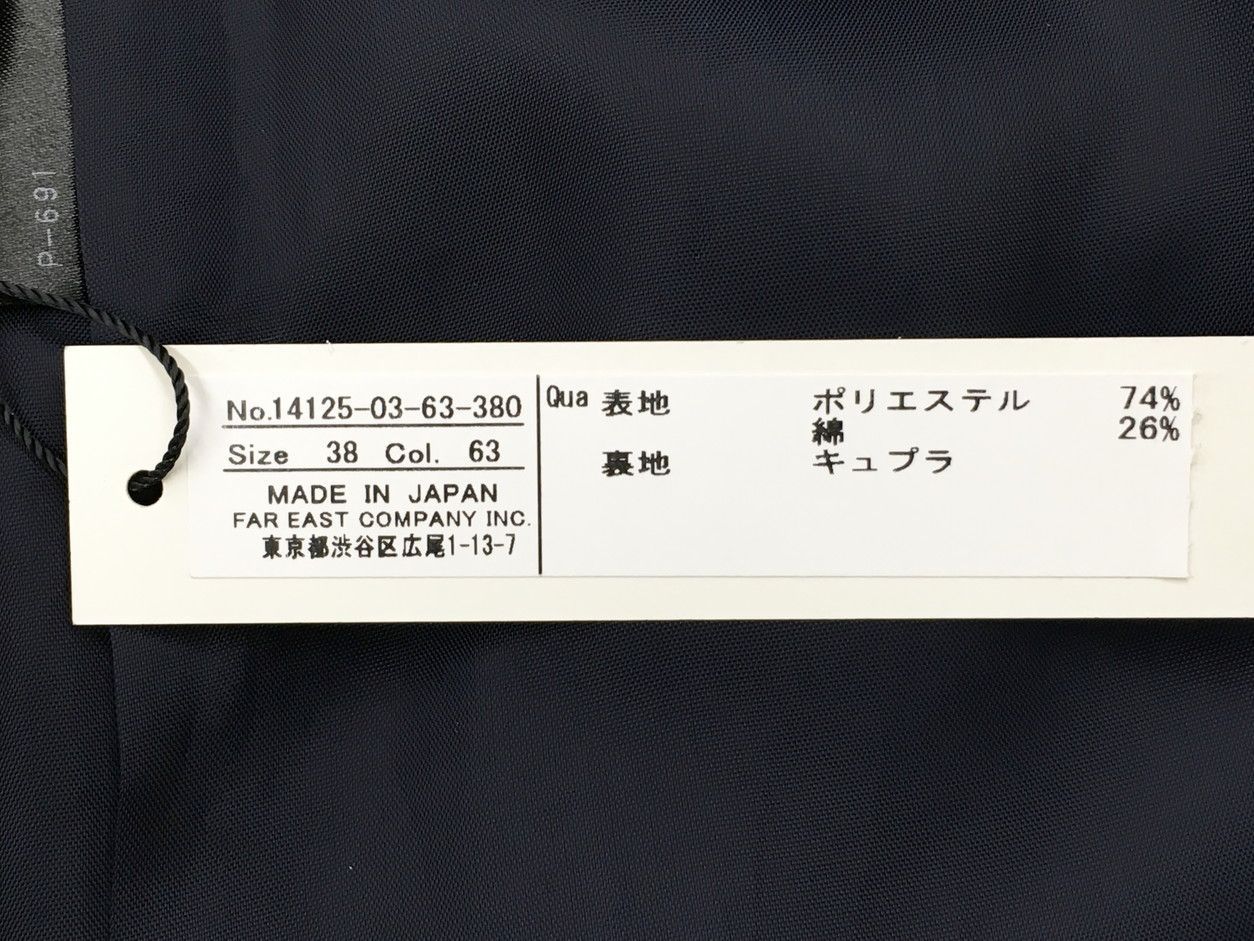 P-691
No.14125-03-63-380
Size 38 Col. 63
MADE IN JAPAN
FAR EAST COMPANY INC.
東京都渋谷区広尾1-13-7
Qua 表地 ポリエステル 74%
綿 26%
裏地 キュプラ